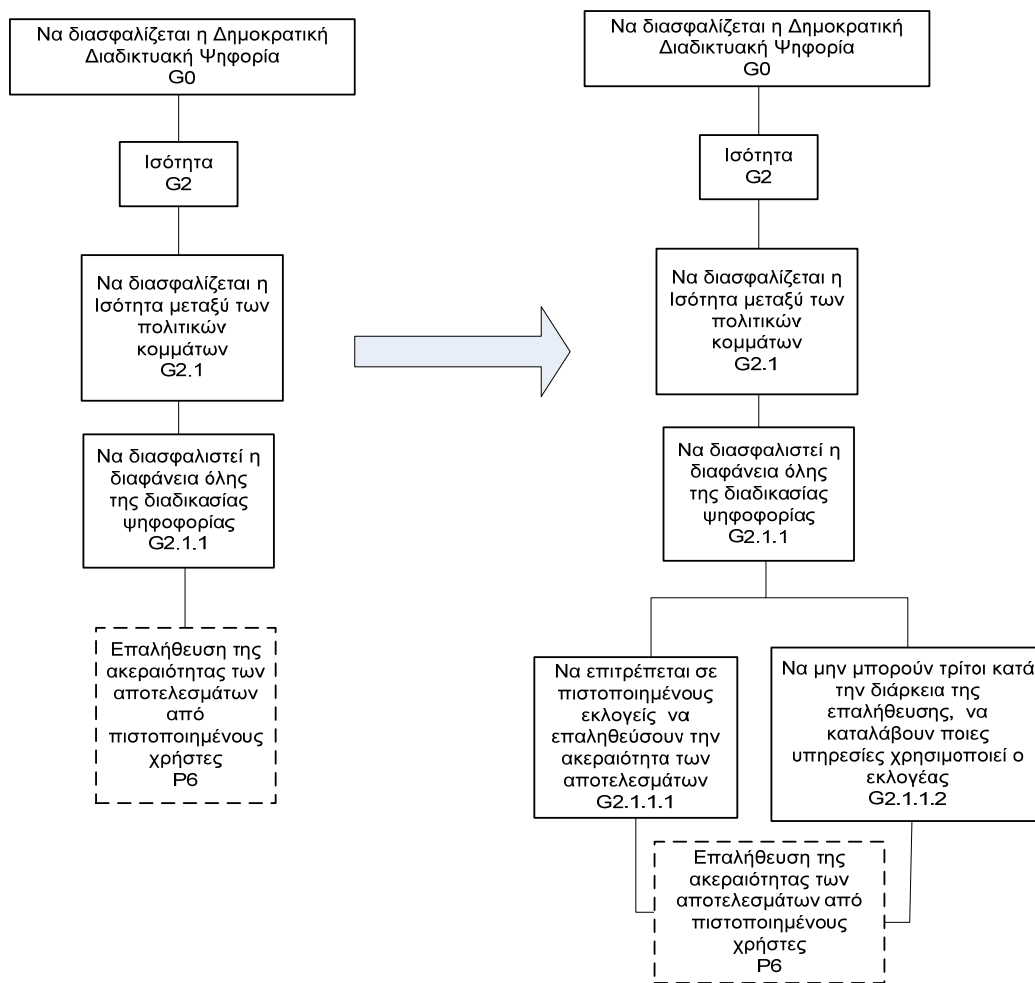 Να διασφαλίζεται η Δημοκρατική
Διαδικτυακή Ψηφορία
G0
Ισότητα
G2
Να διασφαλίζεται η
Ισότητα μεταξύ των
πολιτικών
κομμάτων
G2.1
Να διασφαλιστεί η
διαφάνεια όλης
της διαδικασίας
ψηφοφορίας
G2.1.1
Επαλήθευση της
ακεραιότητας των
αποτελεσμάτων
από
πιστοποιημένους
χρήστες
P6
Να διασφαλίζεται η Δημοκρατική
Διαδικτυακή Ψηφορία
G0
Ισότητα
G2
Να διασφαλίζεται η
Ισότητα μεταξύ των
πολιτικών
κομμάτων
G2.1
Να διασφαλιστεί η
διαφάνεια όλης
της διαδικασίας
ψηφοφορίας
G2.1.1
Να επιτρέπεται σε
πιστοποιημένους
εκλογείς να
επαληθεύσουν την
ακεραιότητα των
αποτελεσμάτων
G2.1.1.1
Να μην μπορούν τρίτοι κατά
την διάρκεια της
επαλήθευσης, να
καταλάβουν ποιες
υπηρεσίες χρησιμοποιεί ο
εκλογέας
G2.1.1.2
Επαλήθευση της
ακεραιότητας των
αποτελεσμάτων από
πιστοποιημένους
χρήστες
P6